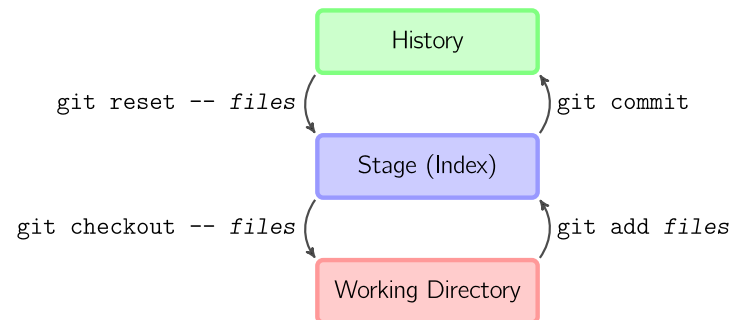 History
git reset -- files
git commit
Stage (Index)
git checkout -- files
git add files
Working Directory